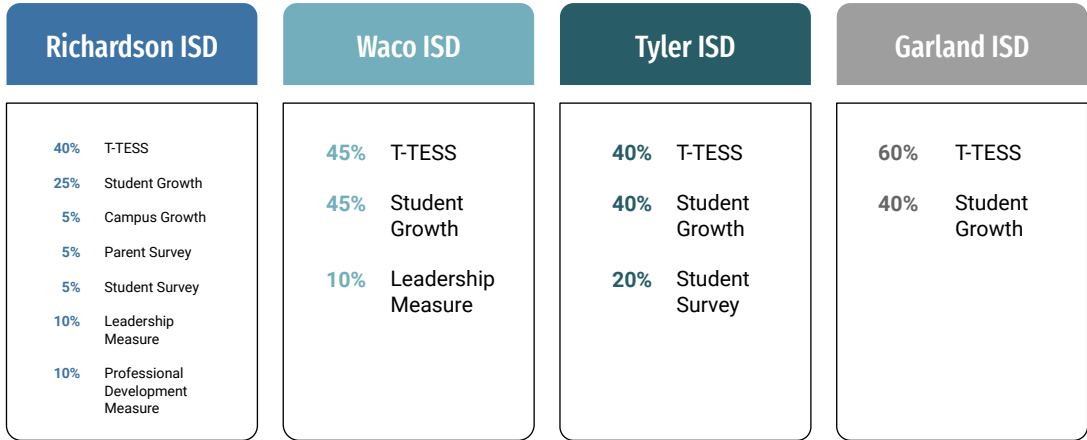 Richardson ISD
40% T-TESS
25% Student Growth
5% Campus Growth
5% Parent Survey
5% Student Survey
10% Leadership
Measure
10% Professional
Development
Measure
Waco ISD
45% T-TESS
45% Student
Growth
10% Leadership
Measure
Tyler ISD
40% T-TESS
40% Student
Growth
20% Student
Survey
Garland ISD
60% T-TESS
40% Student
Growth